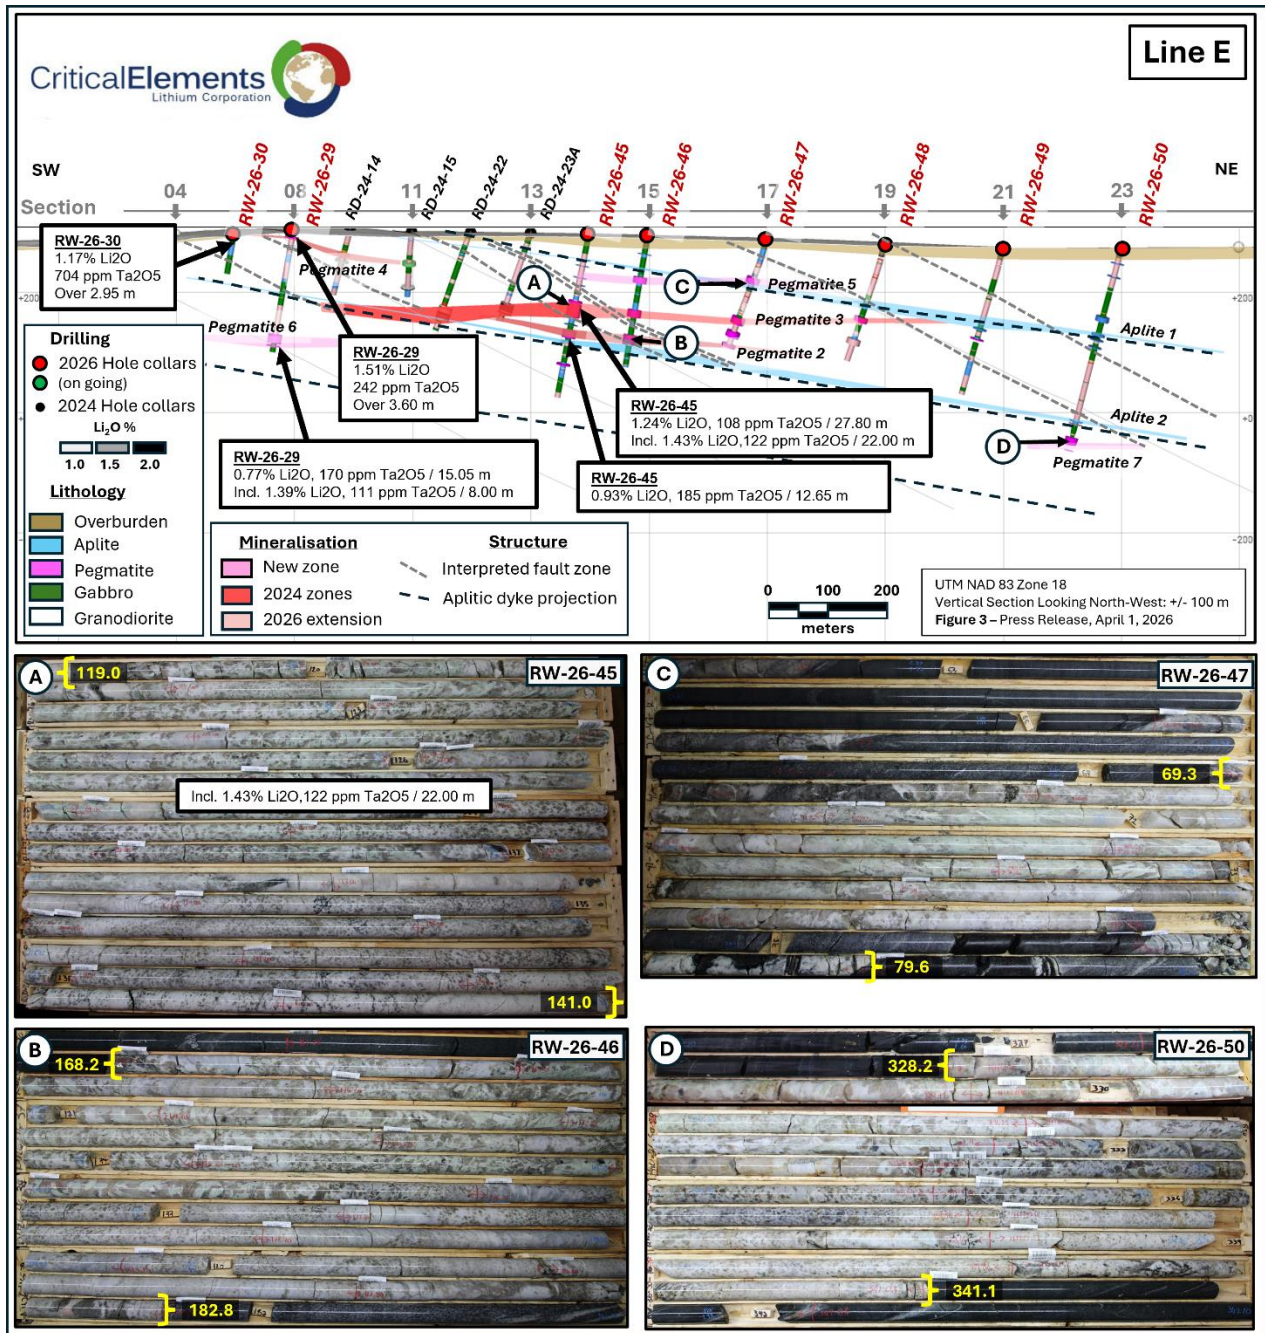 CriticalElements
Lithium Corporation
Line E
SW
NE
RW-26-30
RW-26-29
RD-24-14
RD-24-15
RD-24-22
RD-24-23A
RW-26-45
RW-26-46
RW-26-47
RW-26-48
RW-26-49
RW-26-50
Section
04
08
11
13
15
17
19
21
23
RW-26-30
1.17% Li2O
704 ppm Ta2O5
Over 2.95 m
Pegmatite 4
A
C
Pegmatite 5
+200
+200
Pegmatite 6
Pegmatite 3
Aplite 1
B
Pegmatite 2
RW-26-29
1.51% Li2O
242 ppm Ta2O5
Over 3.60 m
RW-26-45
1.24% Li2O, 108 ppm Ta2O5 / 27.80 m
Incl. 1.43% Li2O,122 ppm Ta2O5 / 22.00 m
Aplite 2
+0
D
Pegmatite 7
RW-26-29
0.77% Li2O, 170 ppm Ta2O5 / 15.05 m
Incl. 1.39% Li2O, 111 ppm Ta2O5 / 8.00 m
RW-26-45
0.93% Li2O, 185 ppm Ta2O5 / 12.65 m
-200
Drilling
2026 Hole collars
(on going)
2024 Hole collars
Li2O %
1.0 1.5 2.0
Lithology
Overburden
Aplite
Pegmatite
Gabbro
Granodiorite
Mineralisation
New zone
2024 zones
2026 extension
Structure
Interpreted fault zone
Aplitic dyke projection
0 100 200
meters
UTM NAD 83 Zone 18
Vertical Section Looking North-West: +/- 100 m
Figure 3 – Press Release, April 1, 2026
A
119.0
RW-26-45
Incl. 1.43% Li2O,122 ppm Ta2O5 / 22.00 m
141.0
C
RW-26-47
69.3
79.6
B
168.2
RW-26-46
182.8
D
328.2
RW-26-50
341.1